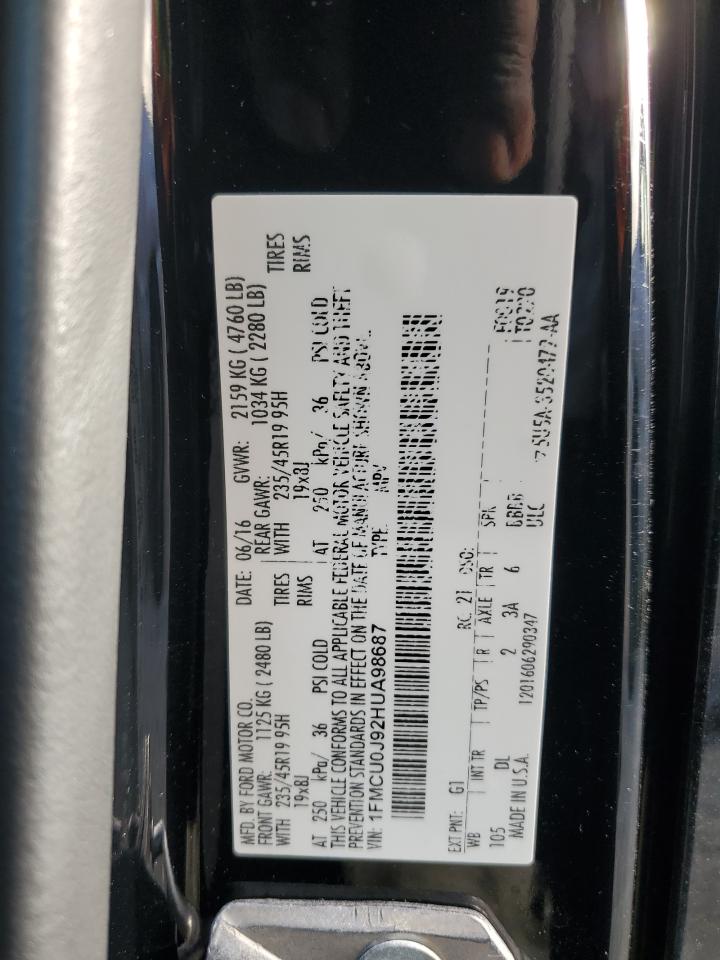 MFD. BY FORD MOTOR CO.
DATE: 06/16 GVWR: 2159 KG ( 4760 LB)
FRONT GAWR: 1125 KG ( 2480 LB) REAR GAWR: 1034 KG ( 2280 LB)
WITH 235/45R19 95H TIRES WITH 235/45R19 95H TIRES
19x8J RIMS 19x8J RIMS
AT 250 kPa/ 36 PSI COLD AT 250 kPa/ 36 PSI COLD
THIS VEHICLE CONFORMS TO ALL APPLICABLE FEDERAL MOTOR VEHICLE SAFETY AND THEFT
PREVENTION STANDARDS IN EFFECT ON THE DATE OF MANUFACTURE SHOWN ABOVE.
VIN: 1FMCU0J92HUA98687 TYPE: MPV
EXT PNT: G1 RC: 21 DSO:
WB INT TR TP/PS R AXLE TR SPR
105 DL 2 3A 6
MADE IN U.S.A. 1201606290347 ULC